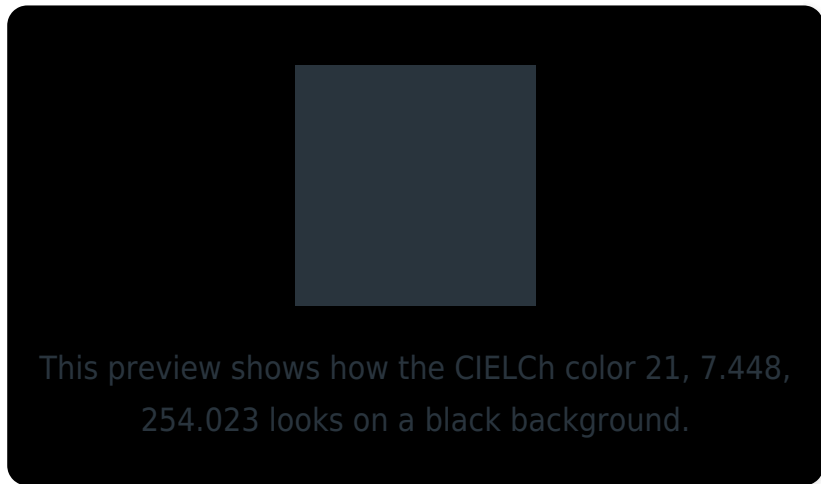 This preview shows how the CIELCh color 21, 7.448,
254.023 looks on a black background.